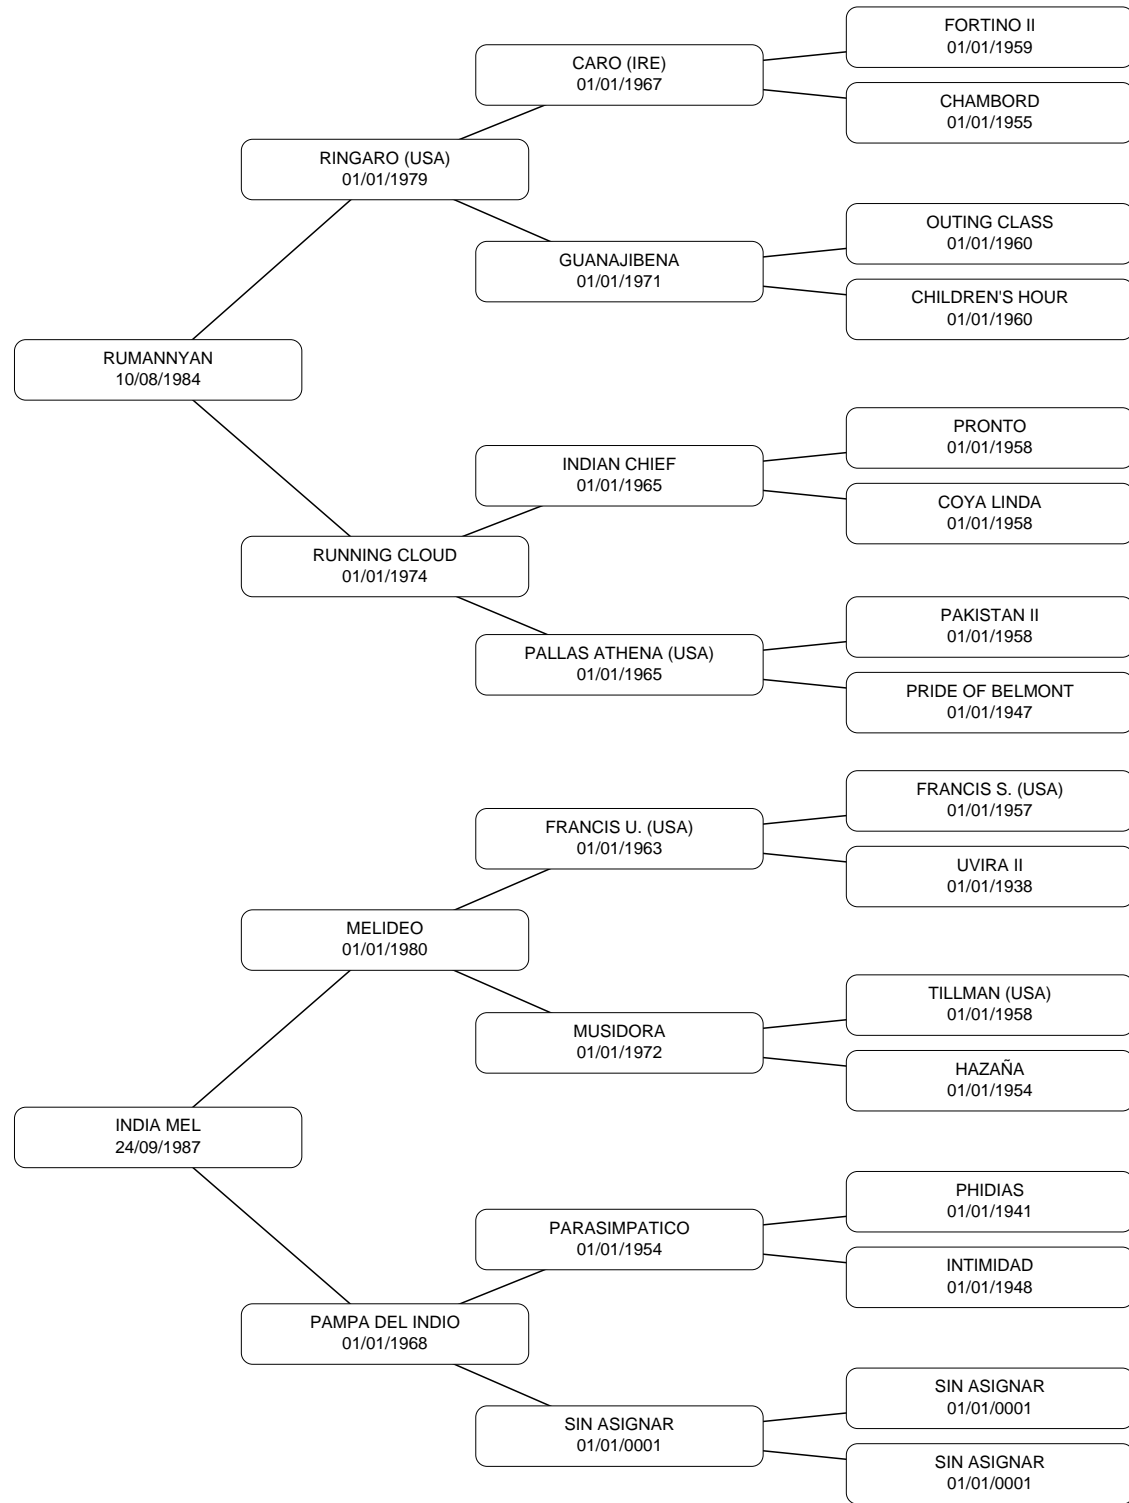 FORTINO II
01/01/1959
CARO (IRE)
01/01/1967
CHAMBORD
01/01/1955
RINGARO (USA)
01/01/1979
OUTING CLASS
01/01/1960
GUANAJIBENA
01/01/1971
CHILDREN'S HOUR
01/01/1960
RUMANNYAN
10/08/1984
PRONTO
01/01/1958
INDIAN CHIEF
01/01/1965
COYA LINDA
01/01/1958
RUNNING CLOUD
01/01/1974
PAKISTAN II
01/01/1958
PALLAS ATHENA (USA)
01/01/1965
PRIDE OF BELMONT
01/01/1947
FRANCIS S. (USA)
01/01/1957
FRANCIS U. (USA)
01/01/1963
UVIRA II
01/01/1938
MELIDEO
01/01/1980
TILLMAN (USA)
01/01/1958
MUSIDORA
01/01/1972
HAZAÑA
01/01/1954
INDIA MEL
24/09/1987
PHIDIAS
01/01/1941
PARASIMPATICO
01/01/1954
INTIMIDAD
01/01/1948
PAMPA DEL INDIO
01/01/1968
SIN ASIGNAR
01/01/0001
SIN ASIGNAR
01/01/0001
SIN ASIGNAR
01/01/0001